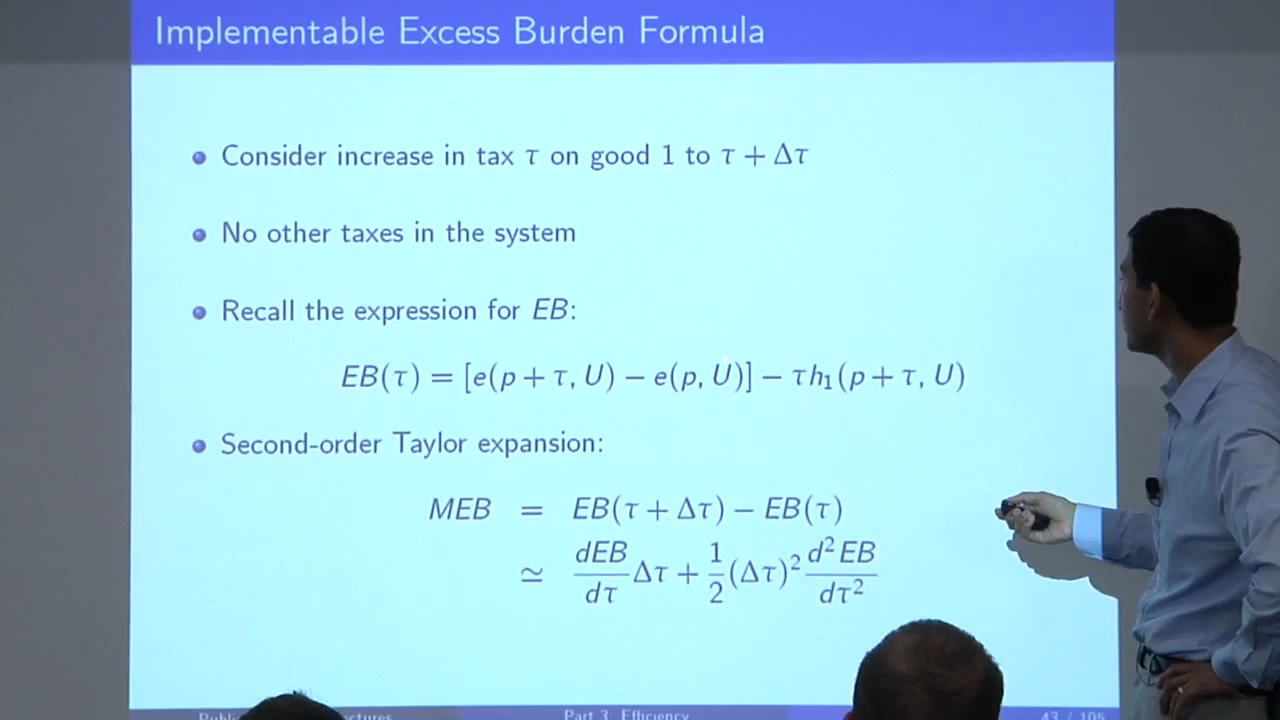 Implementable Excess Burden Formula
Consider increase in tax τ on good 1 to τ + Δτ
No other taxes in the system
Recall the expression for EB:
EB(τ) = [e(p + τ, U) − e(p, U)] − τh₁(p + τ, U)
Second-order Taylor expansion:
MEB = EB(τ + Δτ) − EB(τ)
≃ dEB/dτ Δτ + 1/2 (Δτ)² d²EB/dτ²
Part 3: Efficiency
43 / 105